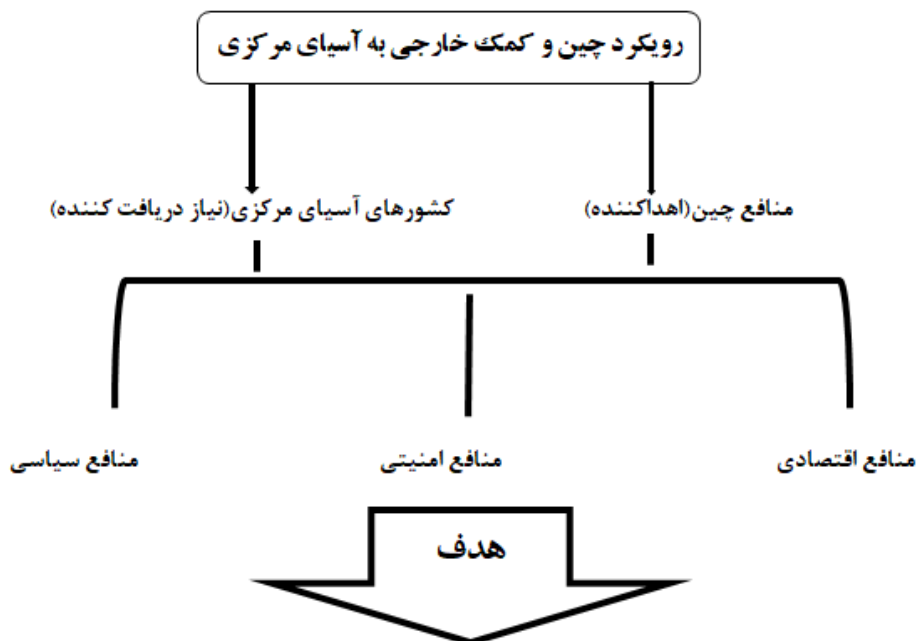 رویکرد چین و کمک خارجی به آسیای مرکزی
منافع چین(اهداکننده)
کشورهای آسیای مرکزی(نیاز دریافت کننده)
منافع اقتصادی
منافع امنیتی
منافع سیاسی
هدف